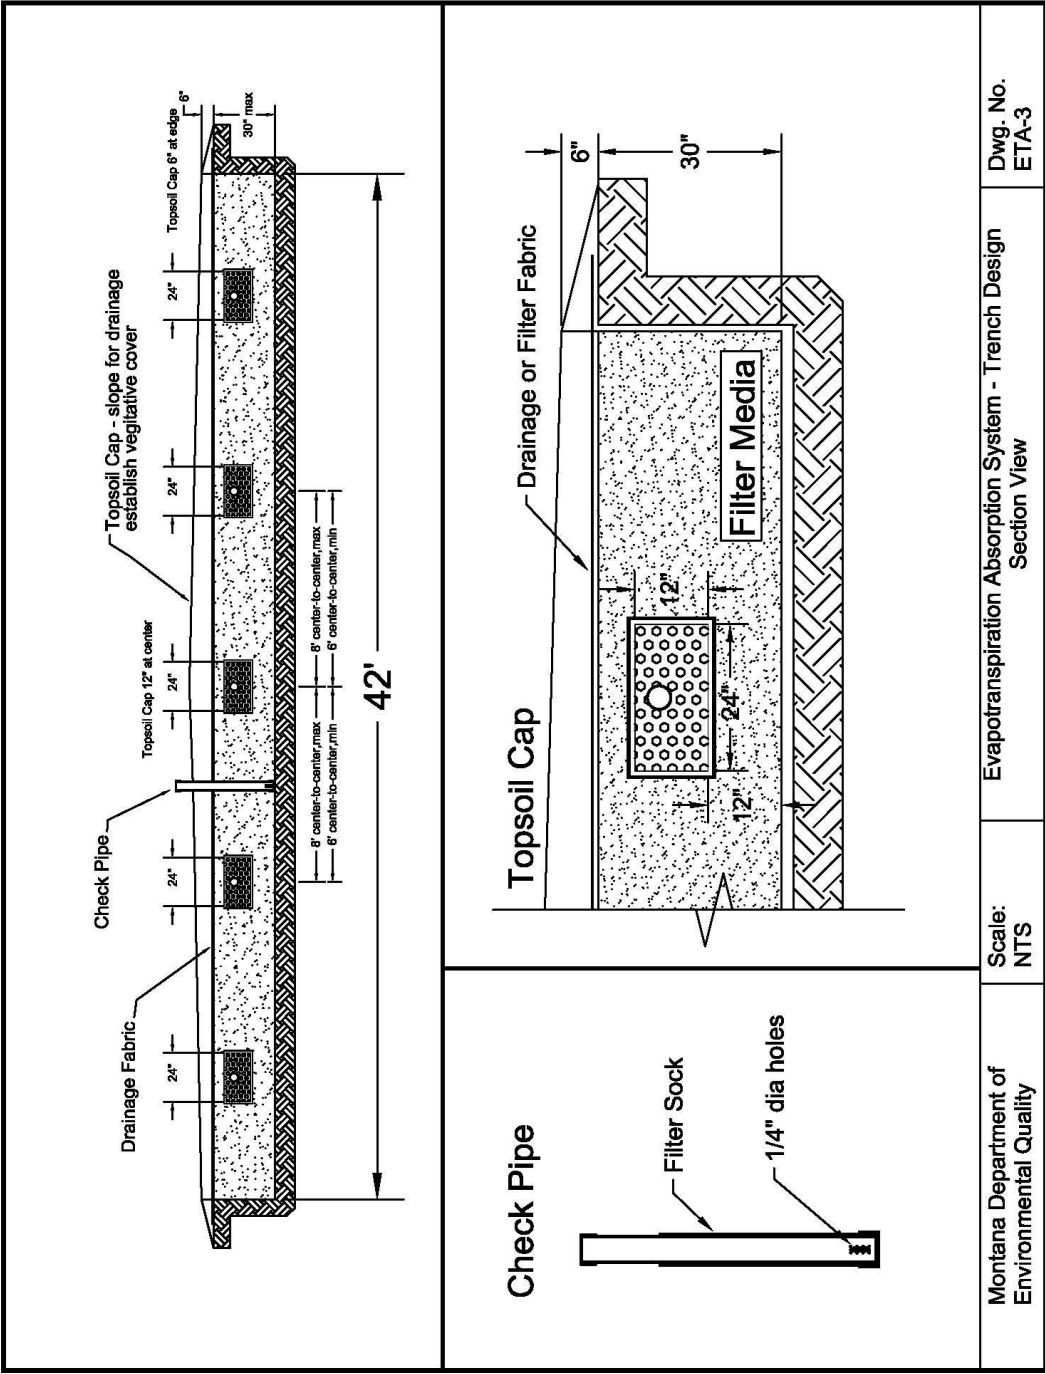 Topsoil Cap - slope for drainage
establish vegitative cover
Check Pipe
Drainage Fabric
Topsoil Cap 12" at center
Topsoil Cap 6" at edge
6"
30" max
24"
24"
24"
24"
24"
8' center-to-center,max
8' center-to-center,max
6' center-to-center,min
6' center-to-center,min
42'
Check Pipe
Filter Sock
1/4" dia holes
Topsoil Cap
Drainage or Filter Fabric
6"
30"
12"
24"
12"
Filter Media
Montana Department of
Environmental Quality
Scale:
NTS
Evapotranspiration Absorption System - Trench Design
Section View
Dwg. No.
ETA-3